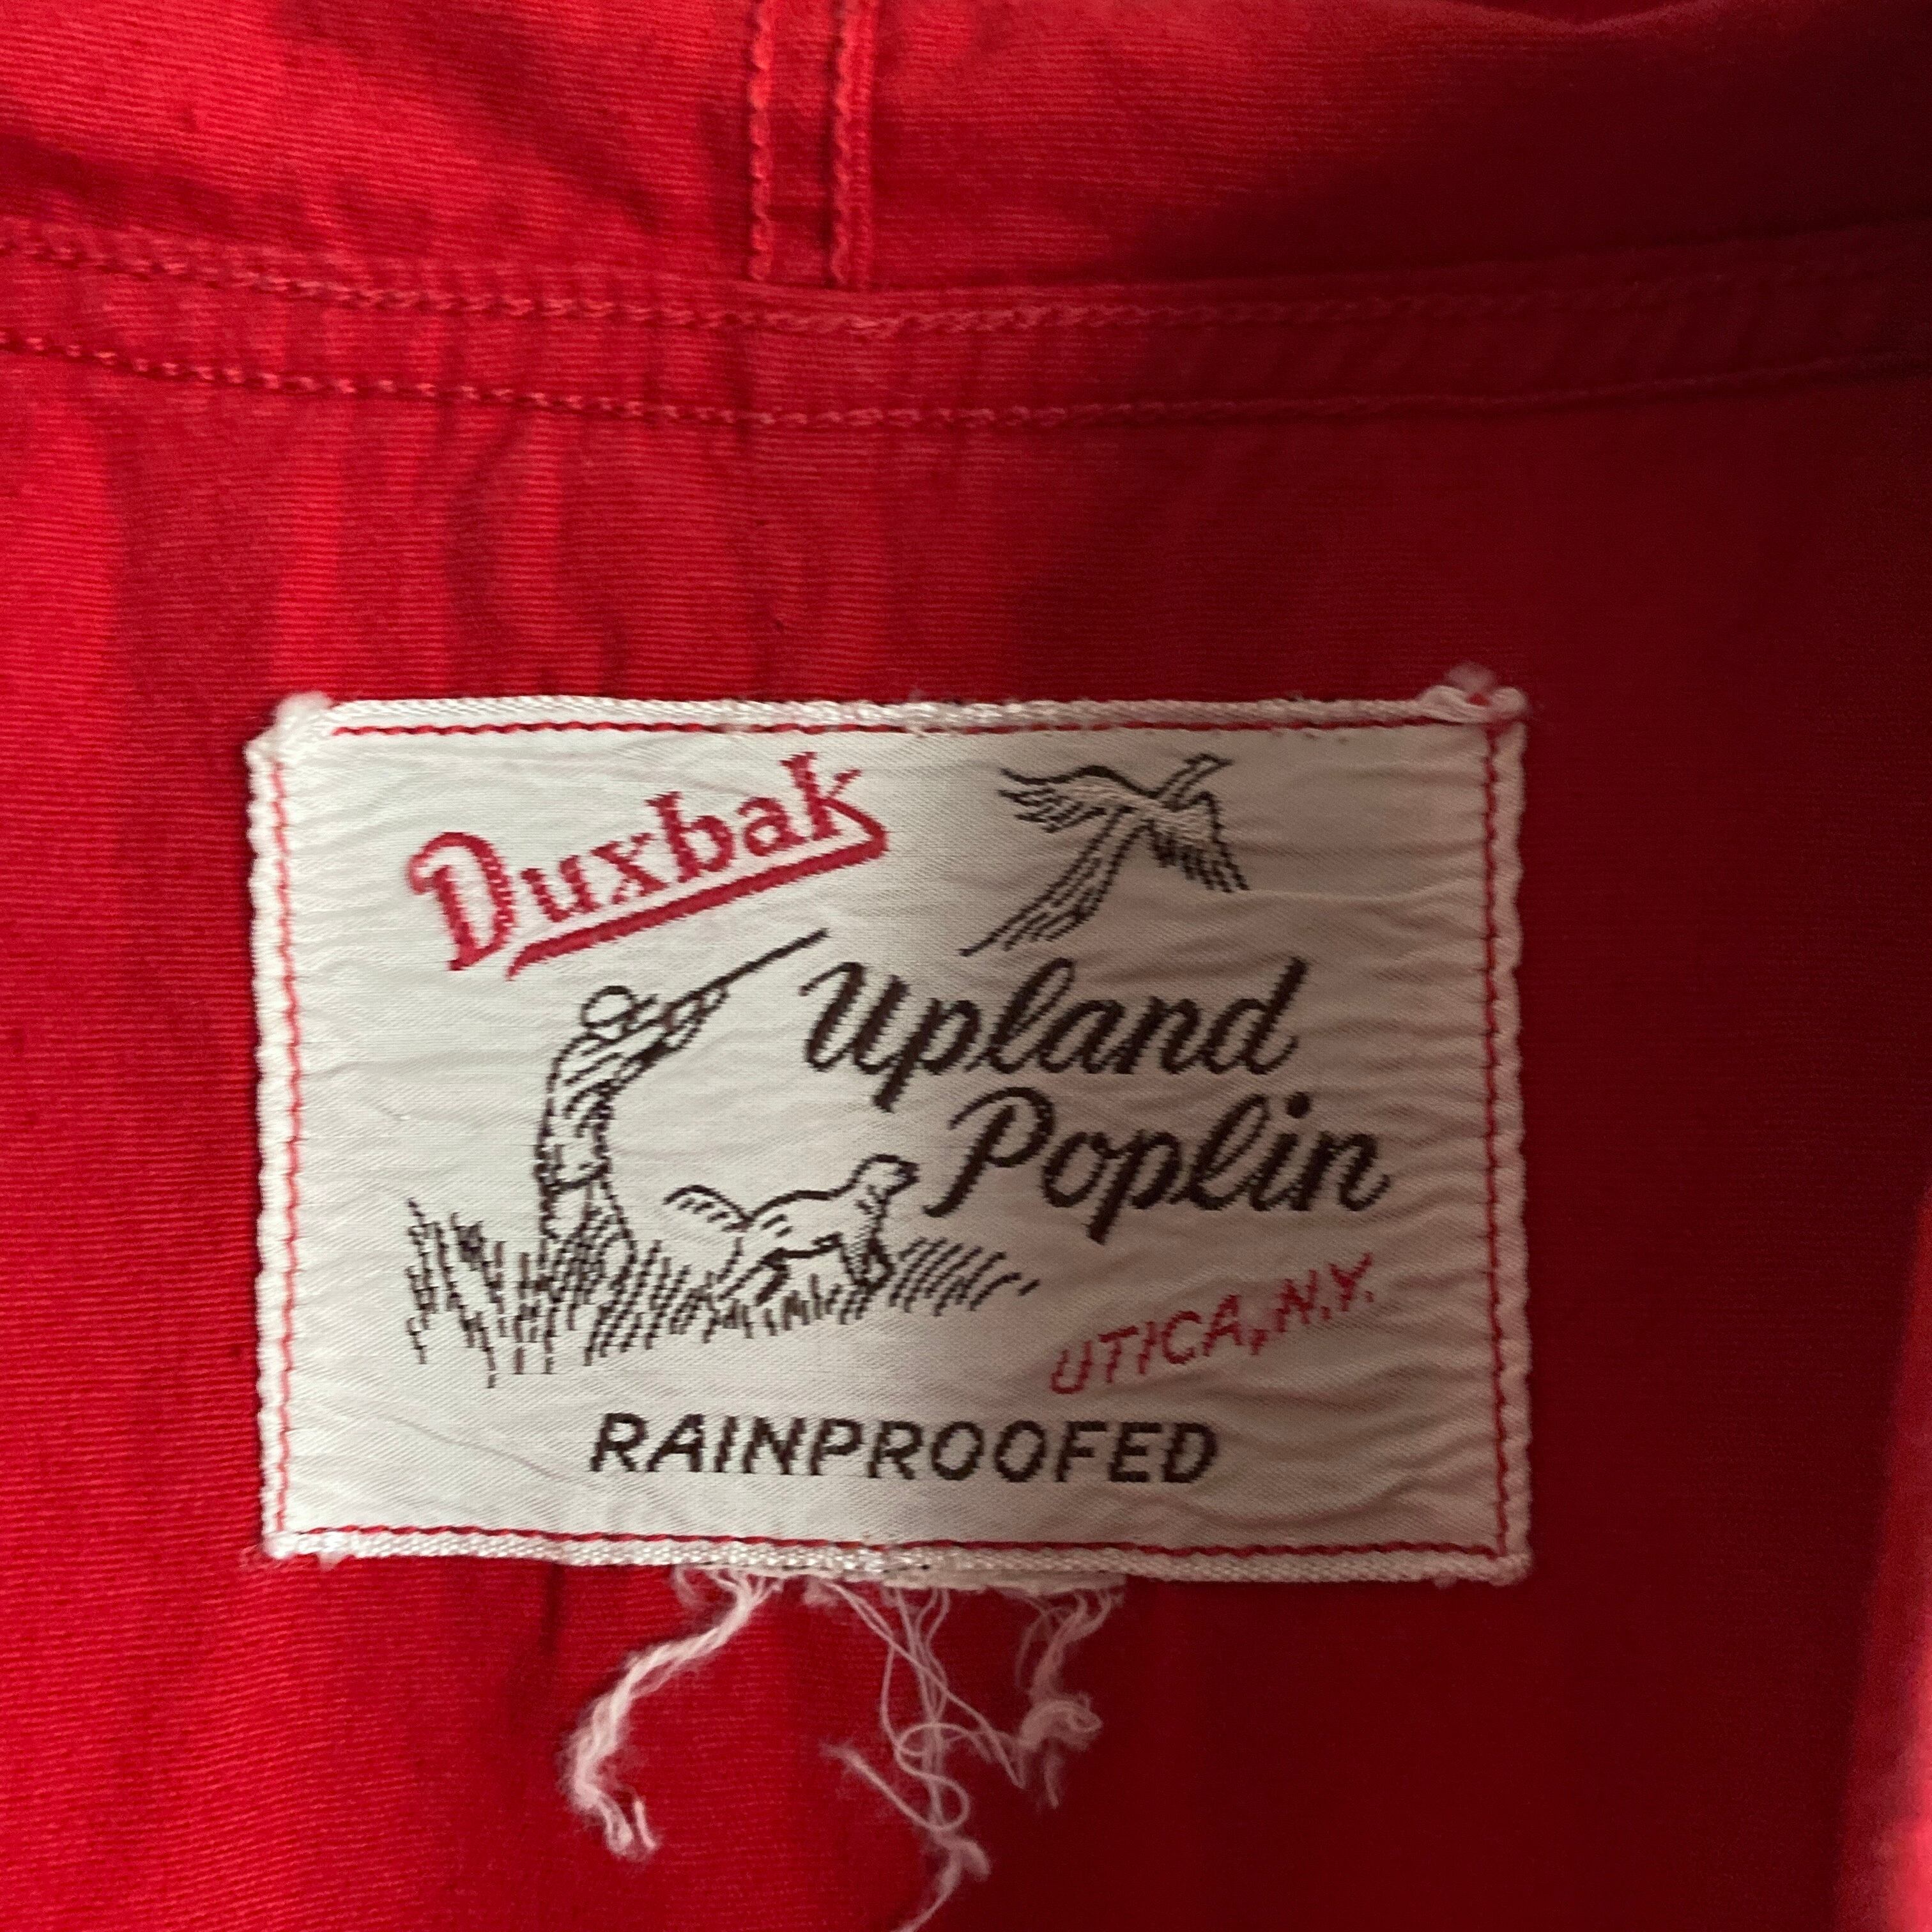 Duxbak
Upland
Poplin
UTICA, N.Y.
RAINPROOFED